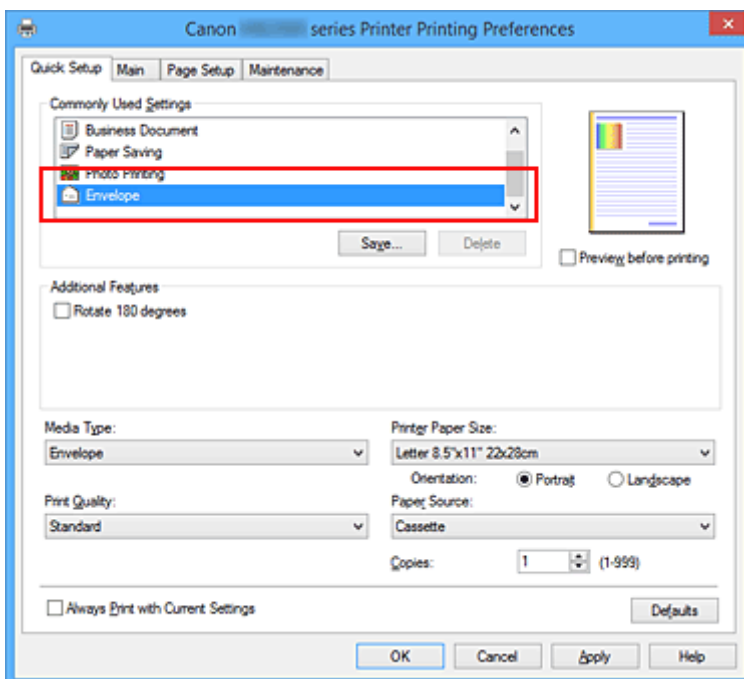 Canon series Printer Printing Preferences
Quick Setup Main Page Setup Maintenance
Commonly Used Settings
Business Document
Paper Saving
Photo Printing
Envelope
Save... Delete
Preview before printing
Additional Features
Rotate 180 degrees
Media Type: Printer Paper Size:
Envelope Letter 8.5"x11" 22x28cm
Orientation: Portrait Landscape
Print Quality: Paper Source:
Standard Cassette
Copies: 1 (1-999)
Always Print with Current Settings Defaults
OK Cancel Apply Help